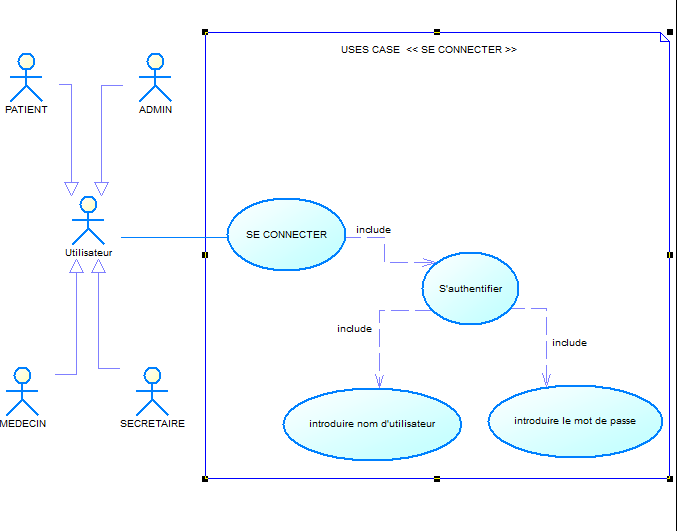 USES CASE << SE CONNECTER >>
PATIENT
ADMIN
Utilisateur
SE CONNECTER
include
S'authentifier
include
include
introduire nom d'utilisateur
introduire le mot de passe
MEDECIN
SECRETAIRE